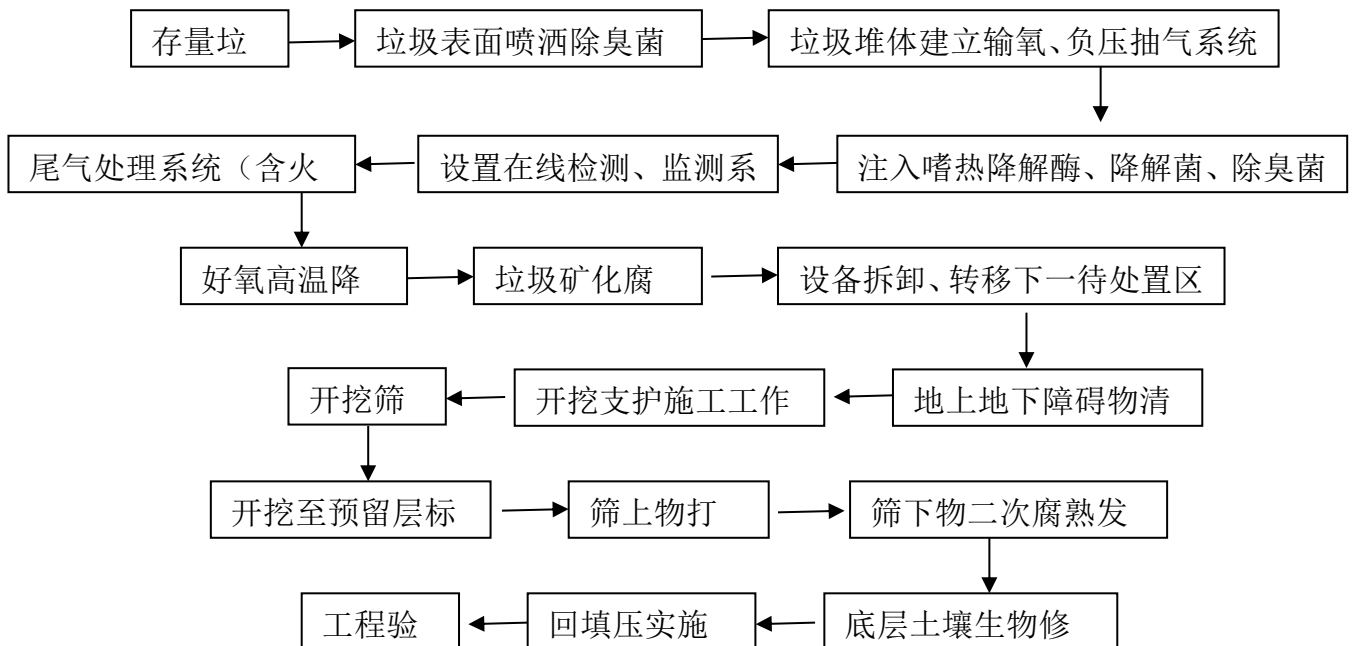 存量垃
垃圾表面喷洒除臭菌
垃圾堆体建立输氧、负压抽气系统
注入嗜热降解酶、降解菌、除臭菌
设置在线检测、监测系
尾气处理系统（含火
好氧高温降
垃圾矿化腐
设备拆卸、转移下一待处置区
地上地下障碍物清
开挖支护施工工作
开挖筛
开挖至预留层标
筛上物打
筛下物二次腐熟发
底层土壤生物修
回填压实施
工程验